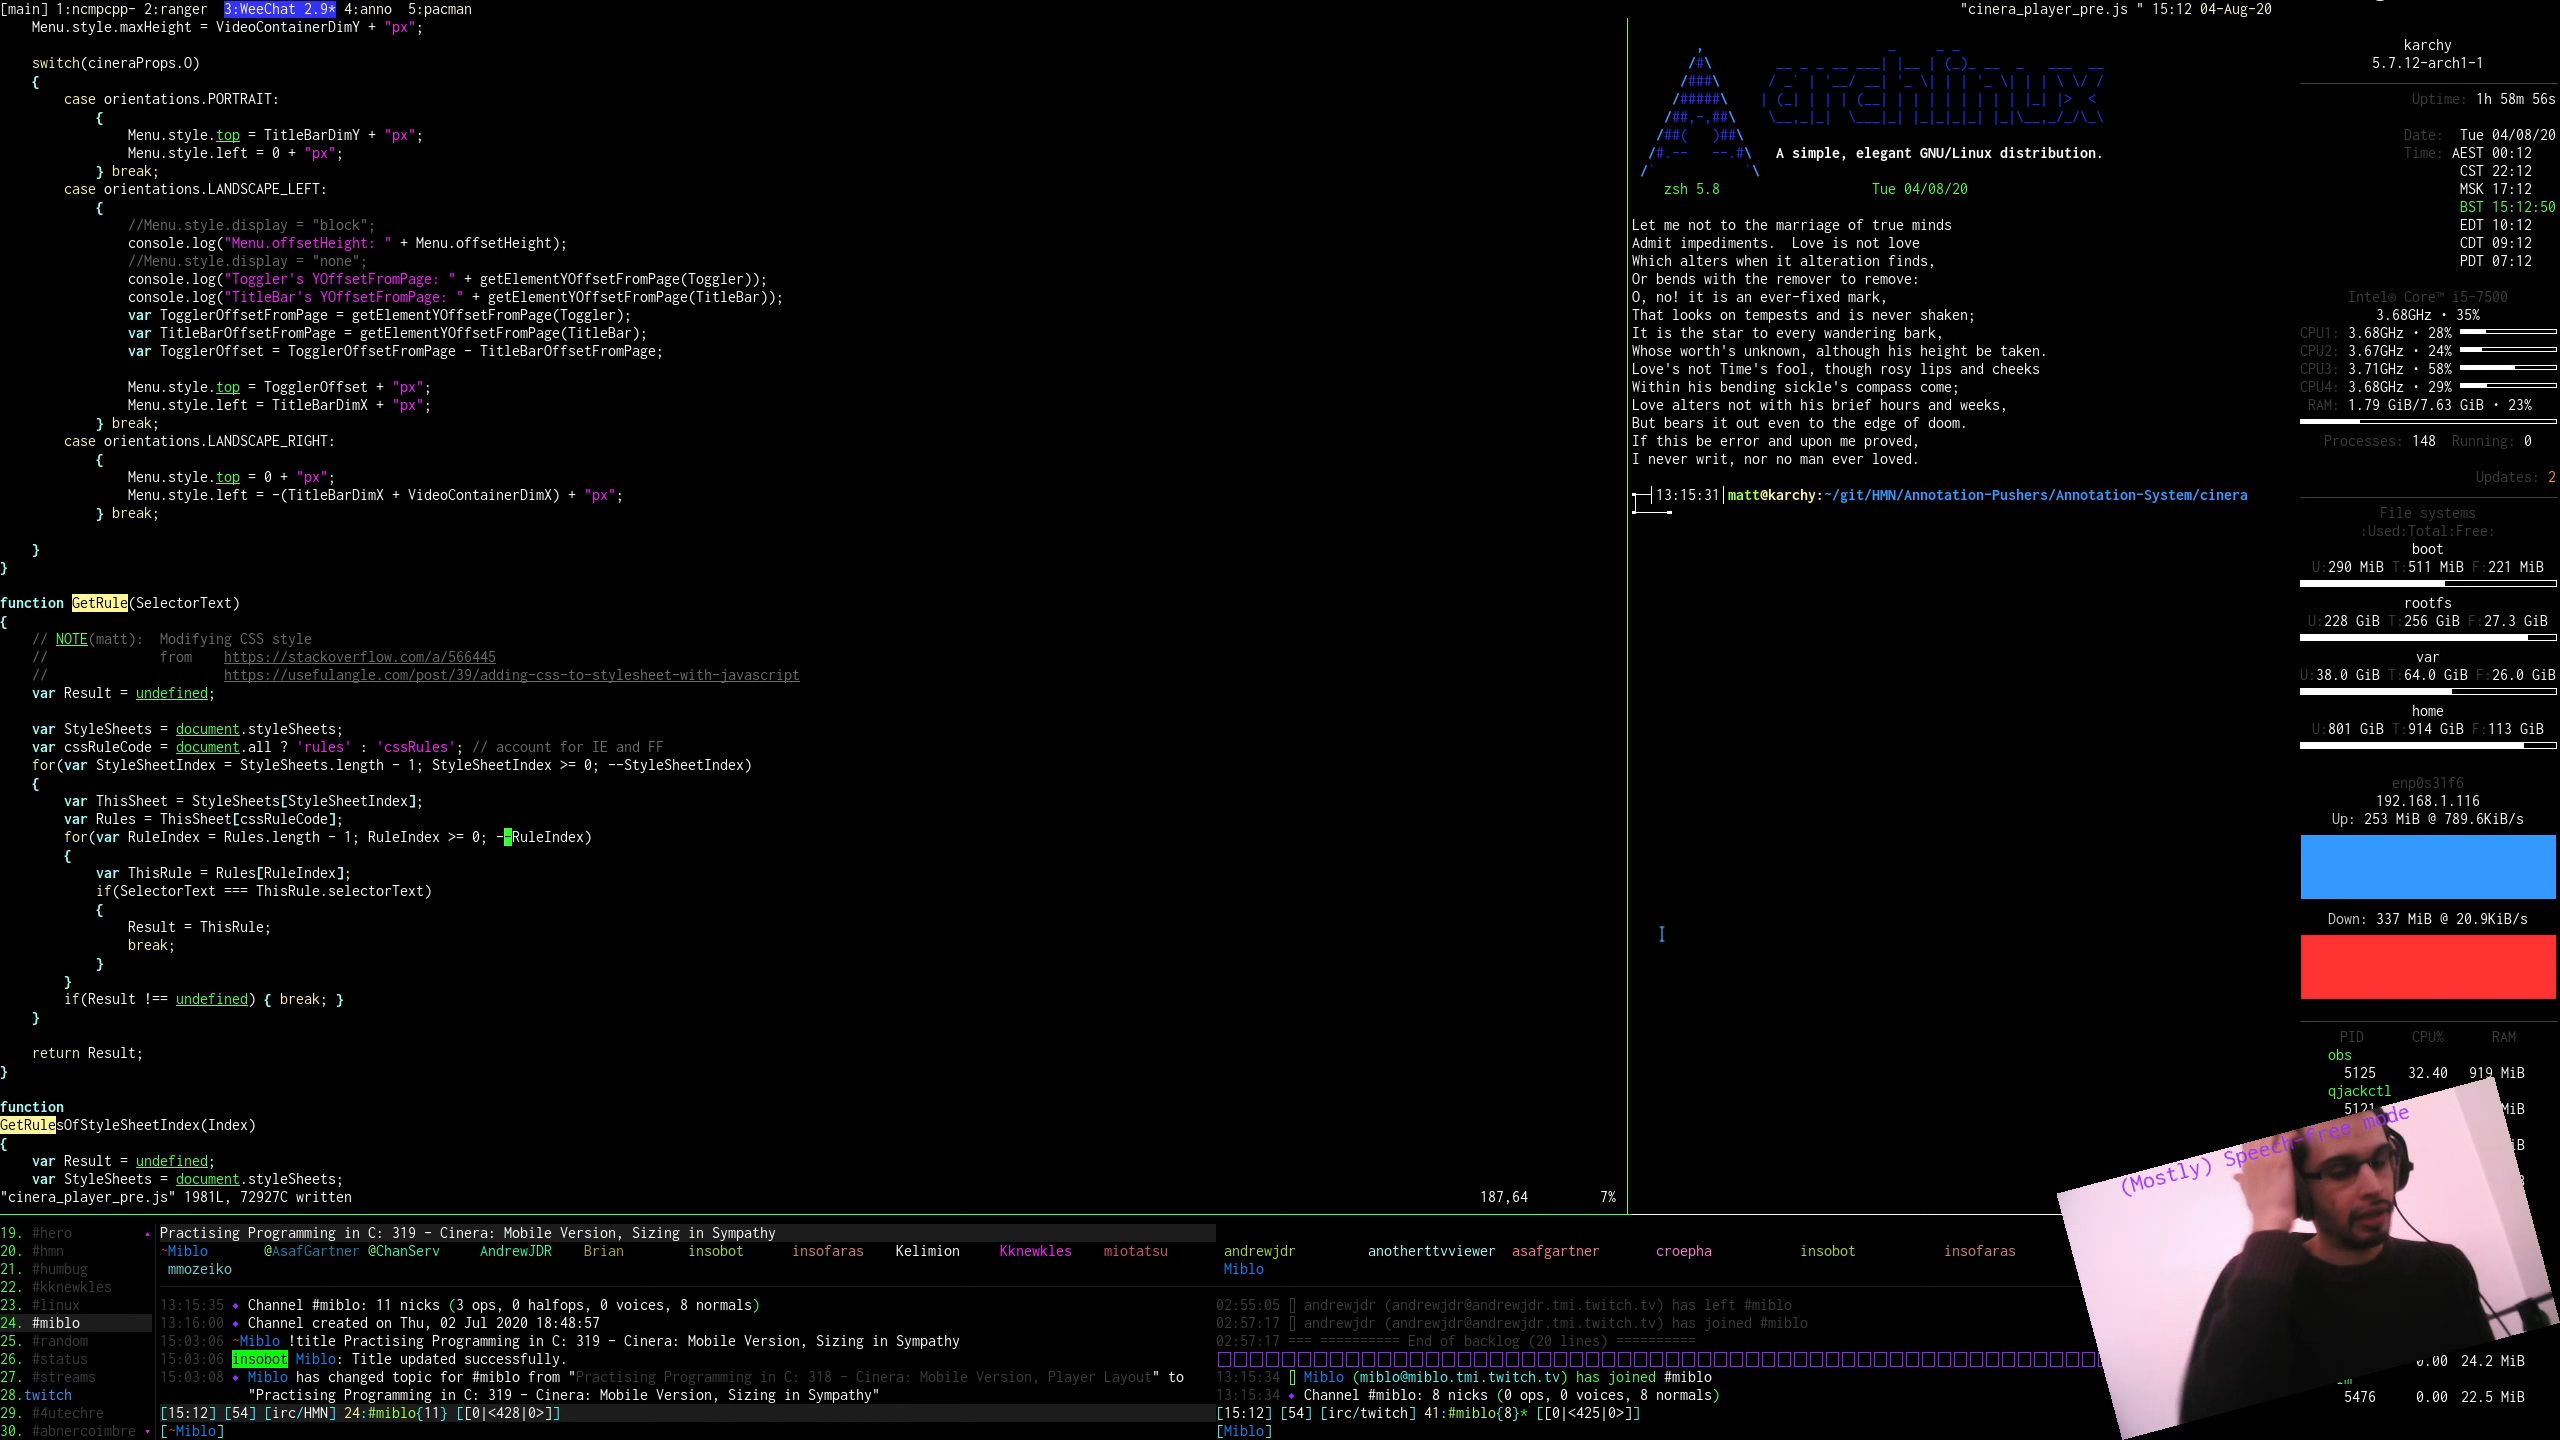 [main] 1:ncmpcpp- 2:ranger  3:WeeChat 2.9* 4:anno  5:pacman
"cinera_player_pre.js " 15:12 04-Aug-20
    Menu.style.maxHeight = VideoContainerDimY + "px";
    switch(cineraProps.O)
    {
        case orientations.PORTRAIT:
            {
                Menu.style.top = TitleBarDimY + "px";
                Menu.style.left = 0 + "px";
            } break;
        case orientations.LANDSCAPE_LEFT:
            {
                //Menu.style.display = "block";
                console.log("Menu.offsetHeight: " + Menu.offsetHeight);
                //Menu.style.display = "none";
                console.log("Toggler's YOffsetFromPage: " + getElementYOffsetFromPage(Toggler));
                console.log("TitleBar's YOffsetFromPage: " + getElementYOffsetFromPage(TitleBar));
                var TogglerOffsetFromPage = getElementYOffsetFromPage(Toggler);
                var TitleBarOffsetFromPage = getElementYOffsetFromPage(TitleBar);
                var TogglerOffset = TogglerOffsetFromPage - TitleBarOffsetFromPage;
                Menu.style.top = TogglerOffset + "px";
                Menu.style.left = TitleBarDimX + "px";
            } break;
        case orientations.LANDSCAPE_RIGHT:
            {
                Menu.style.top = 0 + "px";
                Menu.style.left = -(TitleBarDimX + VideoContainerDimX) + "px";
            } break;
    }
}
function GetRule(SelectorText)
{
    // NOTE(matt):  Modifying CSS style
    //              from    https://stackoverflow.com/a/566445
    //                      https://usefulangle.com/post/39/adding-css-to-stylesheet-with-javascript
    var Result = undefined;
    var StyleSheets = document.styleSheets;
    var cssRuleCode = document.all ? 'rules' : 'cssRules'; // account for IE and FF
    for(var StyleSheetIndex = StyleSheets.length - 1; StyleSheetIndex >= 0; --StyleSheetIndex)
    {
        var ThisSheet = StyleSheets[StyleSheetIndex];
        var Rules = ThisSheet[cssRuleCode];
        for(var RuleIndex = Rules.length - 1; RuleIndex >= 0; --RuleIndex)
        {
            var ThisRule = Rules[RuleIndex];
            if(SelectorText === ThisRule.selectorText)
            {
                Result = ThisRule;
                break;
            }
        }
        if(Result !== undefined) { break; }
    }
    return Result;
}
function
GetRulesOfStyleSheetIndex(Index)
{
    var Result = undefined;
    var StyleSheets = document.styleSheets;
"cinera_player_pre.js" 1981L, 72927C written
187,64         7%
archlinux
A simple, elegant GNU/Linux distribution.
zsh 5.8                   Tue 04/08/20
Let me not to the marriage of true minds
Admit impediments.  Love is not love
Which alters when it alteration finds,
Or bends with the remover to remove:
O, no! it is an ever-fixed mark,
That looks on tempests and is never shaken;
It is the star to every wandering bark,
Whose worth's unknown, although his height be taken.
Love's not Time's fool, though rosy lips and cheeks
Within his bending sickle's compass come;
Love alters not with his brief hours and weeks,
But bears it out even to the edge of doom.
If this be error and upon me proved,
I never writ, nor no man ever loved.
13:15:31 matt@karchy:~/git/HMN/Annotation-Pushers/Annotation-System/cinera
karchy
5.7.12-arch1-1
Uptime: 1h 58m 56s
Date:  Tue 04/08/20
Time: AEST 00:12
CST 22:12
MSK 17:12
BST 15:12:50
EDT 10:12
CDT 09:12
PDT 07:12
Intel® Core™ i5-7500
3.68GHz • 35%
CPU1: 3.68GHz • 28%
CPU2: 3.67GHz • 24%
CPU3: 3.71GHz • 58%
CPU4: 3.68GHz • 29%
RAM: 1.79 GiB/7.63 GiB • 23%
Processes: 148  Running: 0
Updates: 2
File systems
:Used:Total:Free:
boot
U:290 MiB T:511 MiB F:221 MiB
rootfs
U:228 GiB T:256 GiB F:27.3 GiB
var
U:38.0 GiB T:64.0 GiB F:26.0 GiB
home
U:801 GiB T:914 GiB F:113 GiB
enp0s31f6
192.168.1.116
Up: 253 MiB @ 789.6KiB/s
Down: 337 MiB @ 20.9KiB/s
PID     CPU%     RAM
obs
5125    32.40   919 MiB
qjackctl
5121 MiB
(Mostly) Speech-free mode
0.00  24.2 MiB
5476     0.00  22.5 MiB
19. #hero
20. #hmn
21. #humbug
22. #kknewkles
23. #linux
24. #miblo
25. #random
26. #status
27. #streams
28.twitch
29. #4utechre
30. #abnercoimbre
Practising Programming in C: 319 - Cinera: Mobile Version, Sizing in Sympathy
~Miblo       @AsafGartner @ChanServ     AndrewJDR    Brian        insobot      insofaras    Kelimion     Kknewkles    miotatsu
 mmozeiko
13:15:35 ◆ Channel #miblo: 11 nicks (3 ops, 0 halfops, 0 voices, 8 normals)
13:16:00 ◆ Channel created on Thu, 02 Jul 2020 18:48:57
15:03:06 ~Miblo !title Practising Programming in C: 319 - Cinera: Mobile Version, Sizing in Sympathy
15:03:06 insobot Miblo: Title updated successfully.
15:03:08 ◆ Miblo has changed topic for #miblo from "Practising Programming in C: 318 - Cinera: Mobile Version, Player Layout" to
"Practising Programming in C: 319 - Cinera: Mobile Version, Sizing in Sympathy"
[15:12] [54] [irc/HMN] 24:#miblo{11} [[0|<428|0>]]
[~Miblo]
andrewjdr         anotherttvviewer  asafgartner       croepha           insobot           insofaras
Miblo
02:55:05 andrewjdr (andrewjdr@andrewjdr.tmi.twitch.tv) has left #miblo
02:57:17 andrewjdr (andrewjdr@andrewjdr.tmi.twitch.tv) has joined #miblo
02:57:17 === ========== End of backlog (20 lines) ==========
13:15:34 Miblo (miblo@miblo.tmi.twitch.tv) has joined #miblo
13:15:34 ◆ Channel #miblo: 8 nicks (0 ops, 0 voices, 8 normals)
[15:12] [54] [irc/twitch] 41:#miblo{8}* [[0|<425|0>]]
[Miblo]